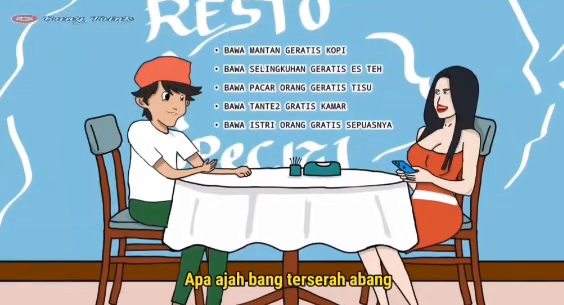 RESTO
• BAWA MANTAN GERATIS KOPI
• BAWA SELINGKUHAN GERATIS ES TEH
• BAWA PACAR ORANG GERATIS TISU
• BAWA TANTE2 GRATIS KAMAR
• BAWA ISTRI ORANG GRATIS SEPUASNYA
Apa ajah bang terserah abang